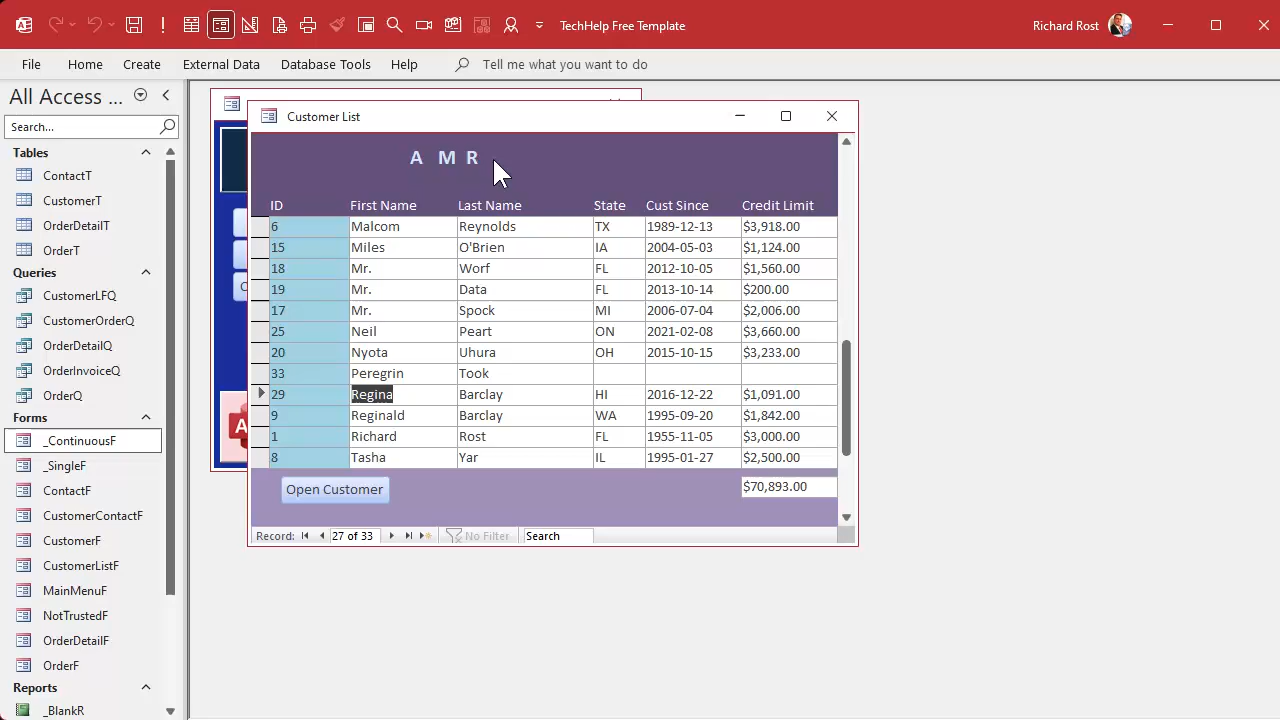 TechHelp Free Template
Richard Rost
File Home Create External Data Database Tools Help Tell me what you want to do
All Access ...
Search...
Tables
ContactT
CustomerT
OrderDetailT
OrderT
Queries
CustomerLFQ
CustomerOrderQ
OrderDetailQ
OrderInvoiceQ
OrderQ
Forms
_ContinuousF
_SingleF
ContactF
CustomerContactF
CustomerF
CustomerListF
MainMenuF
NotTrustedF
OrderDetailF
OrderF
Reports
_BlankR
Customer List
A M R
ID First Name Last Name State Cust Since Credit Limit
6 Malcom Reynolds TX 1989-12-13 $3,918.00
15 Miles O'Brien IA 2004-05-03 $1,124.00
18 Mr. Worf FL 2012-10-05 $1,560.00
19 Mr. Data FL 2013-10-14 $200.00
17 Mr. Spock MI 2006-07-04 $2,006.00
25 Neil Peart ON 2021-02-08 $3,660.00
20 Nyota Uhura OH 2015-10-15 $3,233.00
33 Peregrin Took
29 Regina Barclay HI 2016-12-22 $1,091.00
9 Reginald Barclay WA 1995-09-20 $1,842.00
1 Richard Rost FL 1955-11-05 $3,000.00
8 Tasha Yar IL 1995-01-27 $2,500.00
Open Customer $70,893.00
Record: 27 of 33 No Filter Search